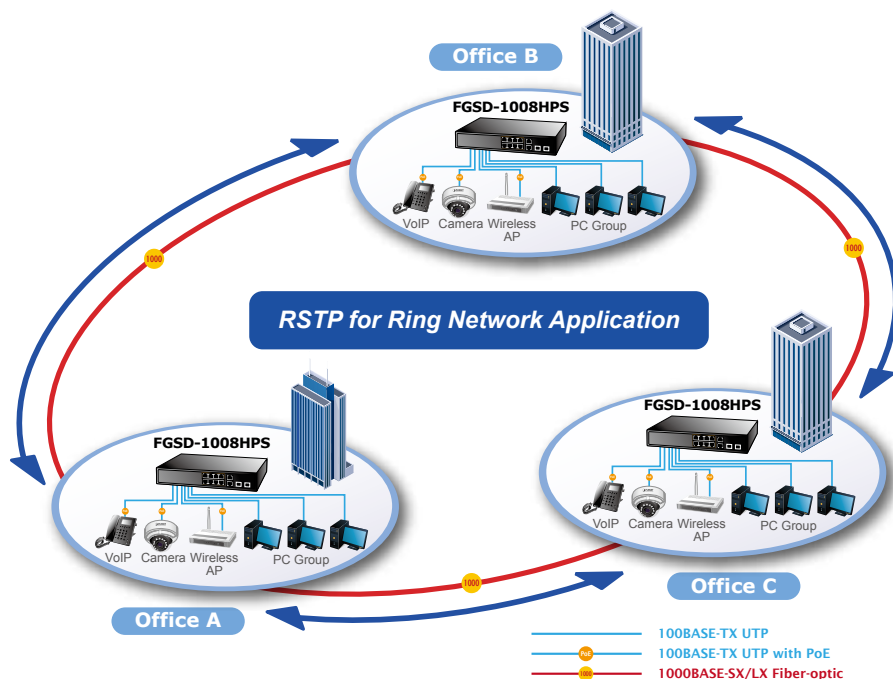 Office B
FGSD-1008HPS
VoIP Camera Wireless AP PC Group
1000
1000
RSTP for Ring Network Application
FGSD-1008HPS
VoIP Camera Wireless AP PC Group
Office A
FGSD-1008HPS
VoIP Camera Wireless AP PC Group
Office C
1000
100BASE-TX UTP
PoE 100BASE-TX UTP with PoE
1000 1000BASE-SX/LX Fiber-optic